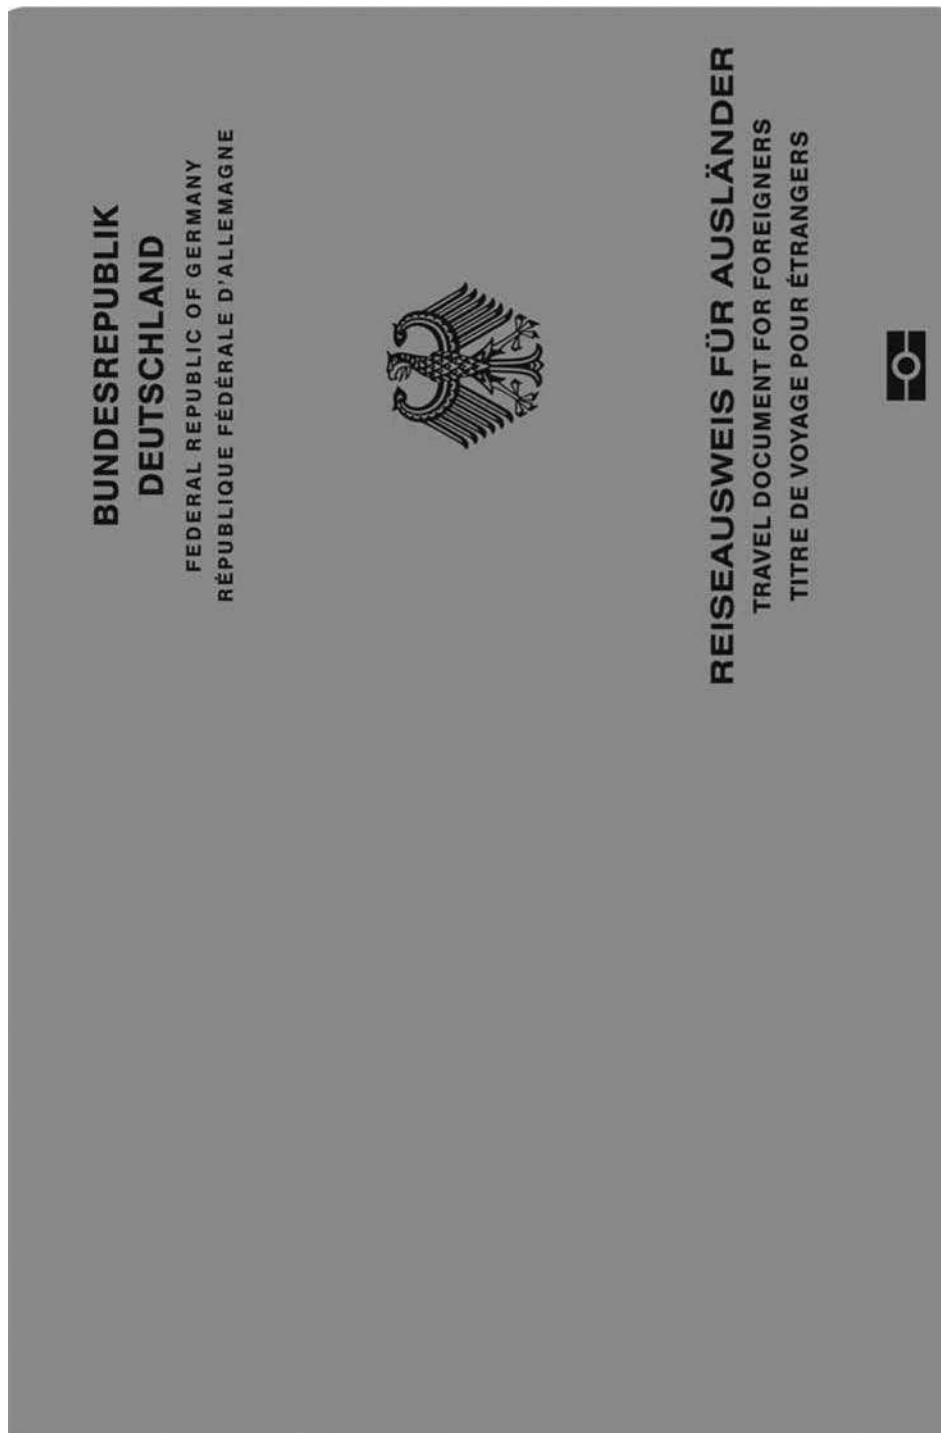 BUNDESREPUBLIK
DEUTSCHLAND
FEDERAL REPUBLIC OF GERMANY
RÉPUBLIQUE FÉDÉRALE D'ALLEMAGNE
REISEAUSWEIS FÜR AUSLÄNDER
TRAVEL DOCUMENT FOR FOREIGNERS
TITRE DE VOYAGE POUR ÉTRANGERS